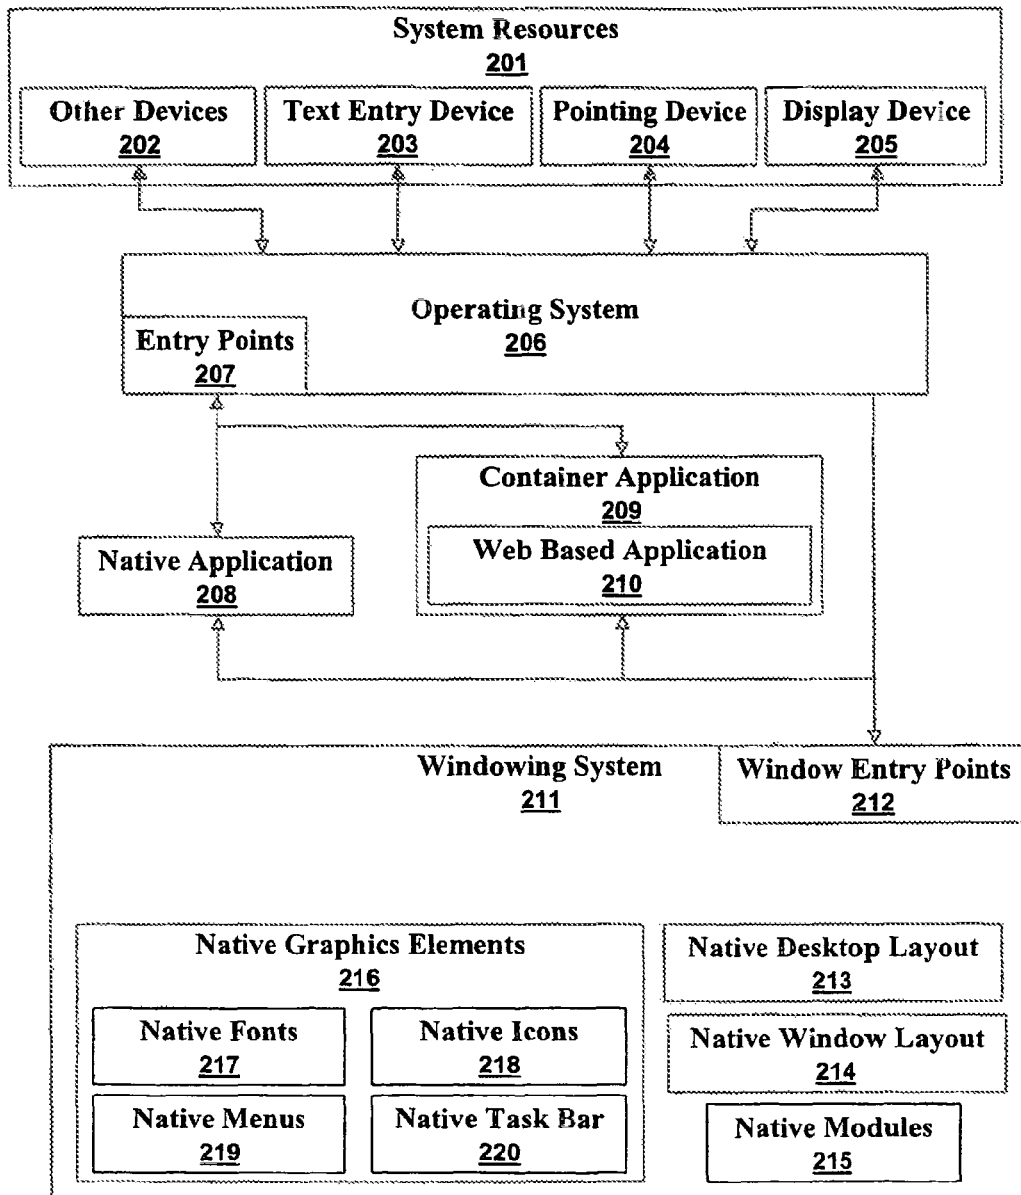 System Resources
201
Other Devices
202
Text Entry Device
203
Pointing Device
204
Display Device
205
Operating System
206
Entry Points
207
Container Application
209
Web Based Application
210
Native Application
208
Windowing System
211
Window Entry Points
212
Native Graphics Elements
216
Native Fonts
217
Native Icons
218
Native Menus
219
Native Task Bar
220
Native Desktop Layout
213
Native Window Layout
214
Native Modules
215